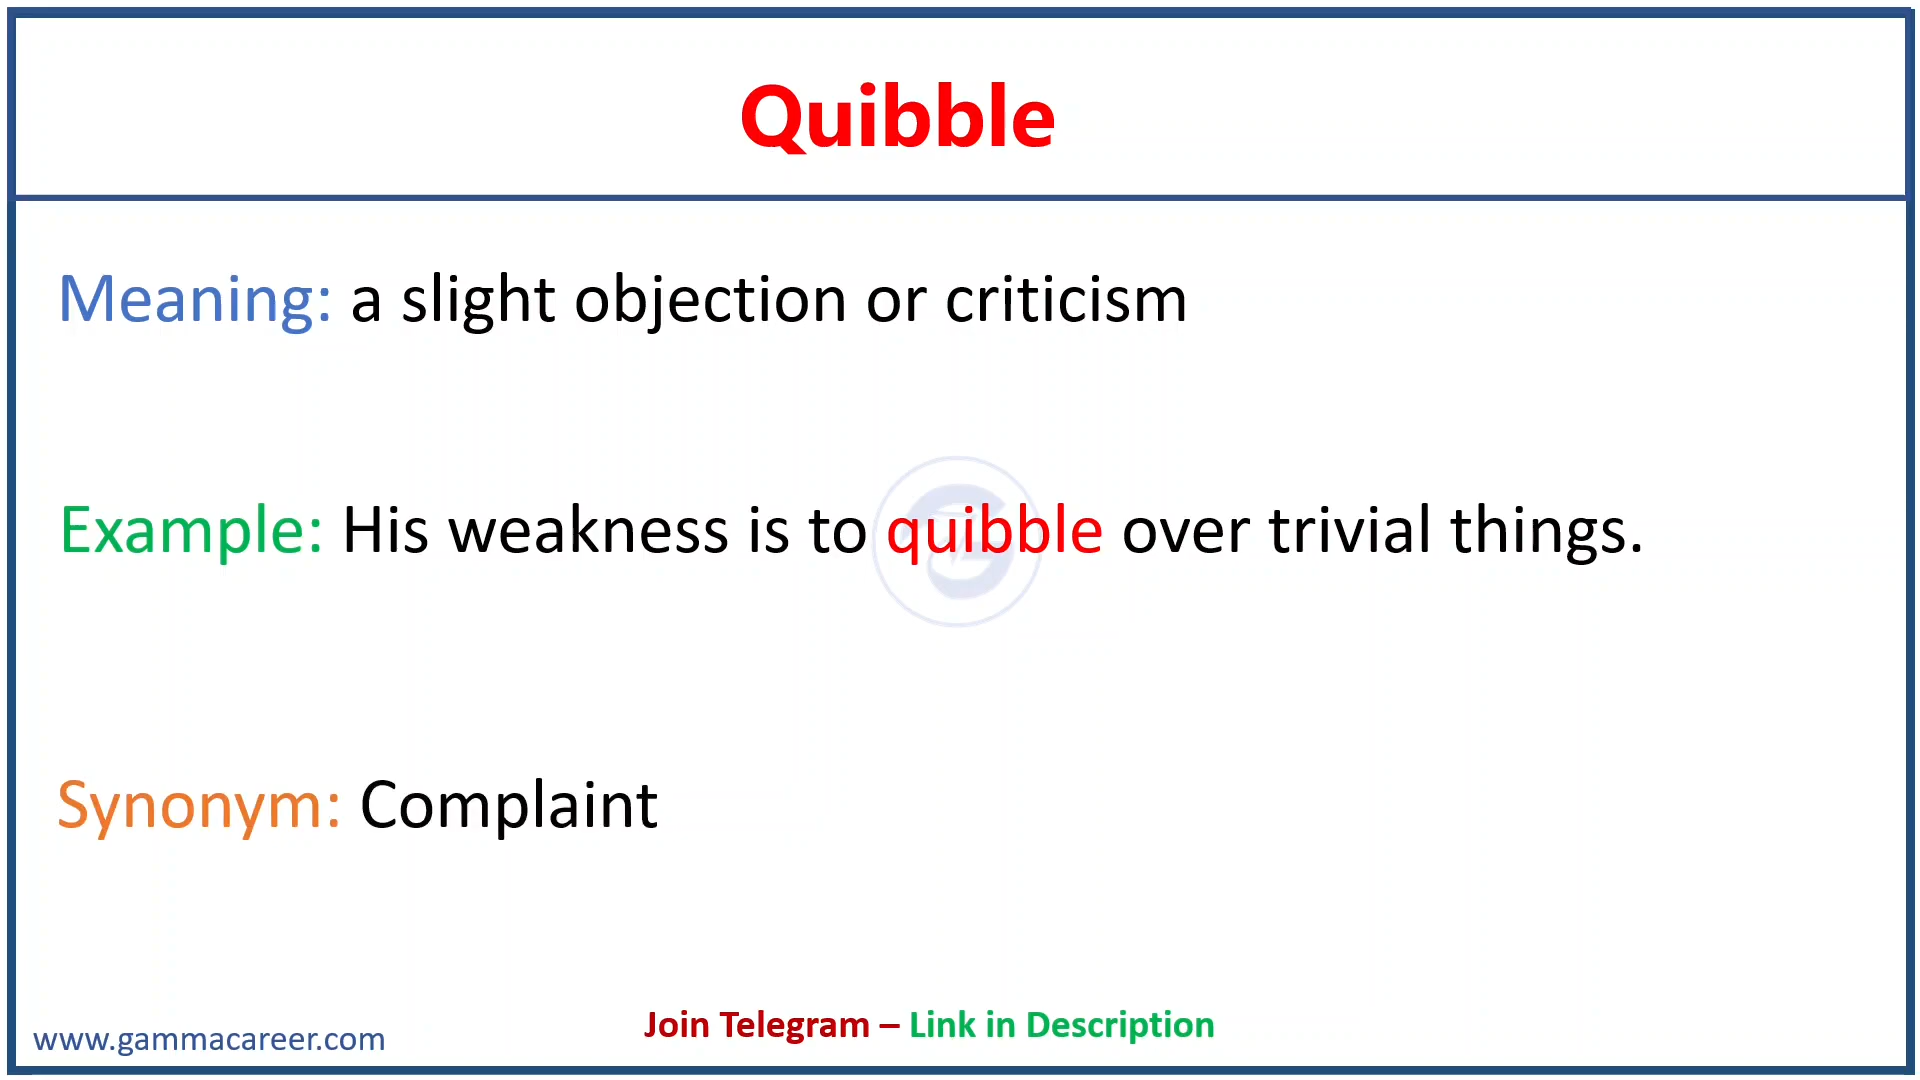 Quibble
Meaning: a slight objection or criticism
Example: His weakness is to quibble over trivial things.
Synonym: Complaint
Join Telegram – Link in Description
www.gammacareer.com